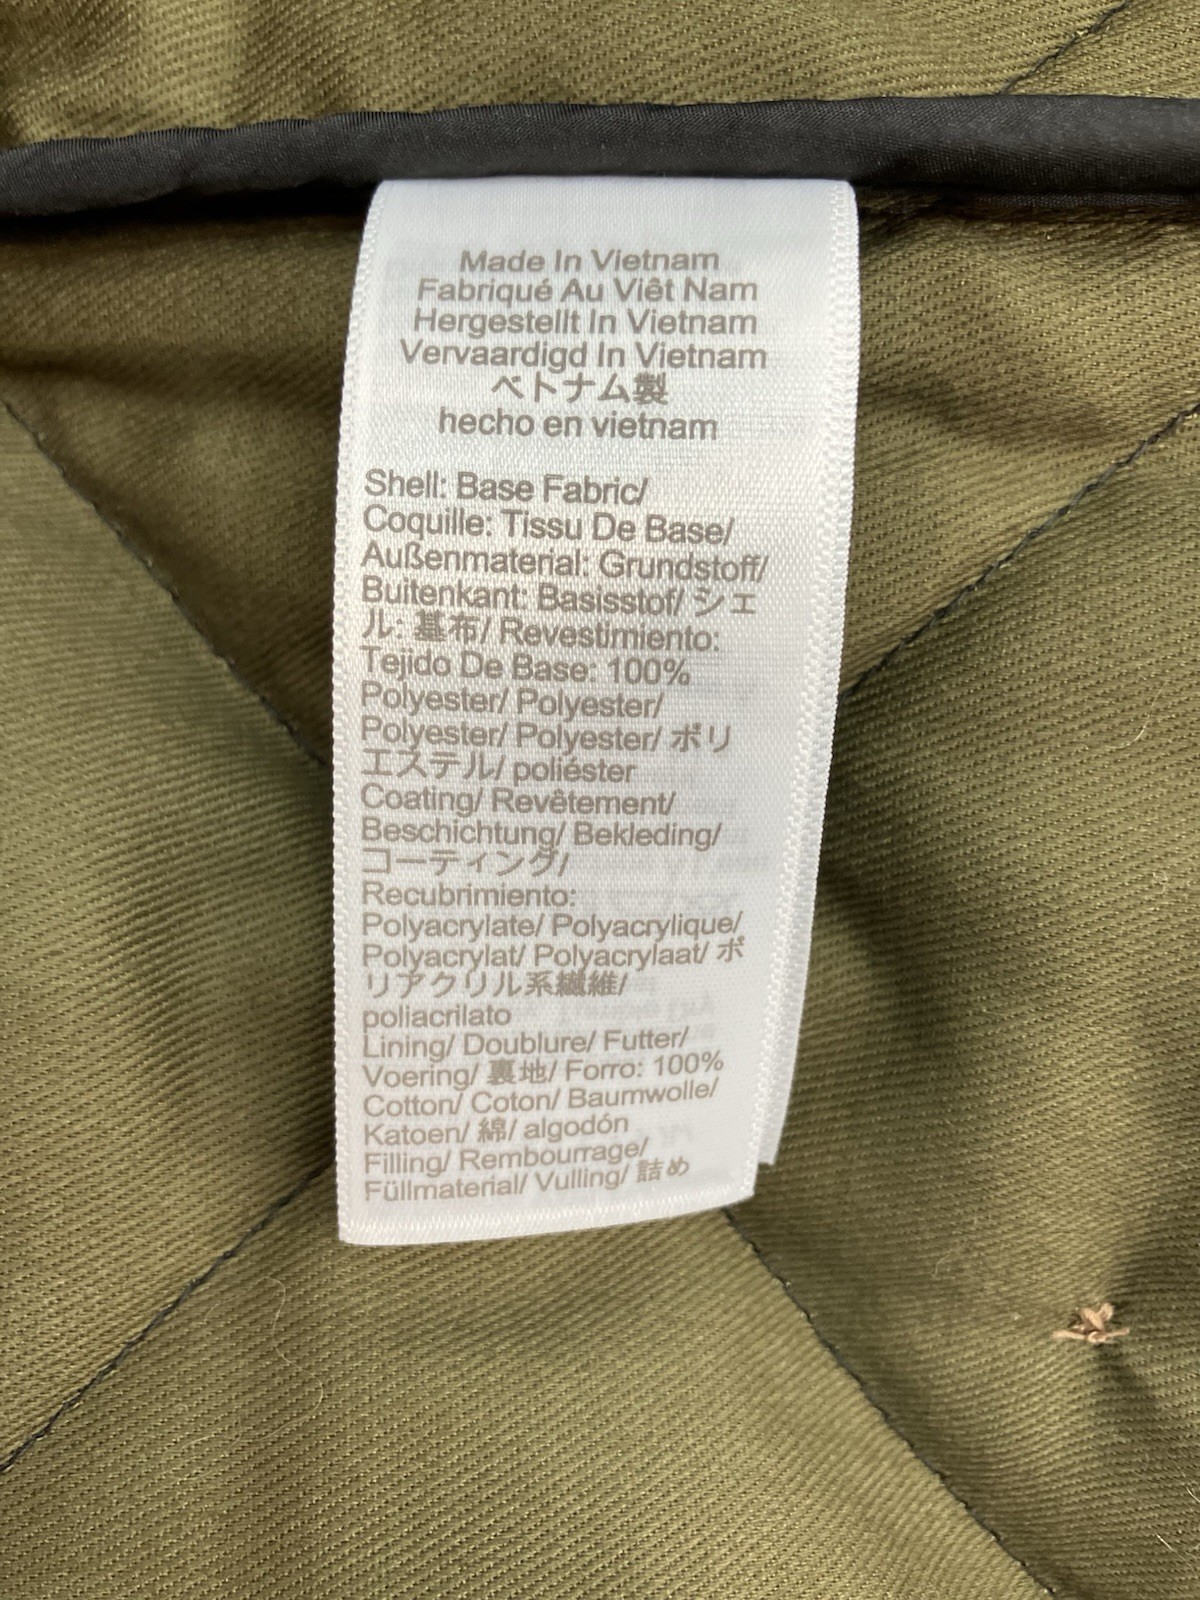 Made In Vietnam
Fabriqué Au Viêt Nam
Hergestellt In Vietnam
Vervaardigd In Vietnam
ベトナム製
hecho en vietnam
Shell: Base Fabric/
Coquille: Tissu De Base/
Außenmaterial: Grundstoff/
Buitenkant: Basisstof/ シェ
ル: 基布/ Revestimiento:
Tejido De Base: 100%
Polyester/ Polyester/
Polyester/ Polyester/ ポリ
エステル/ poliéster
Coating/ Revêtement/
Beschichtung/ Bekleding/
コーティング/
Recubrimiento:
Polyacrylate/ Polyacrylique/
Polyacrylat/ Polyacrylaat/ ポ
リアクリル系繊維/
poliacrilato
Lining/ Doublure/ Futter/
Voering/ 裏地/ Forro: 100%
Cotton/ Coton/ Baumwolle/
Katoen/ 綿/ algodón
Filling/ Rembourrage/
Füllmaterial/ Vulling/ 詰め